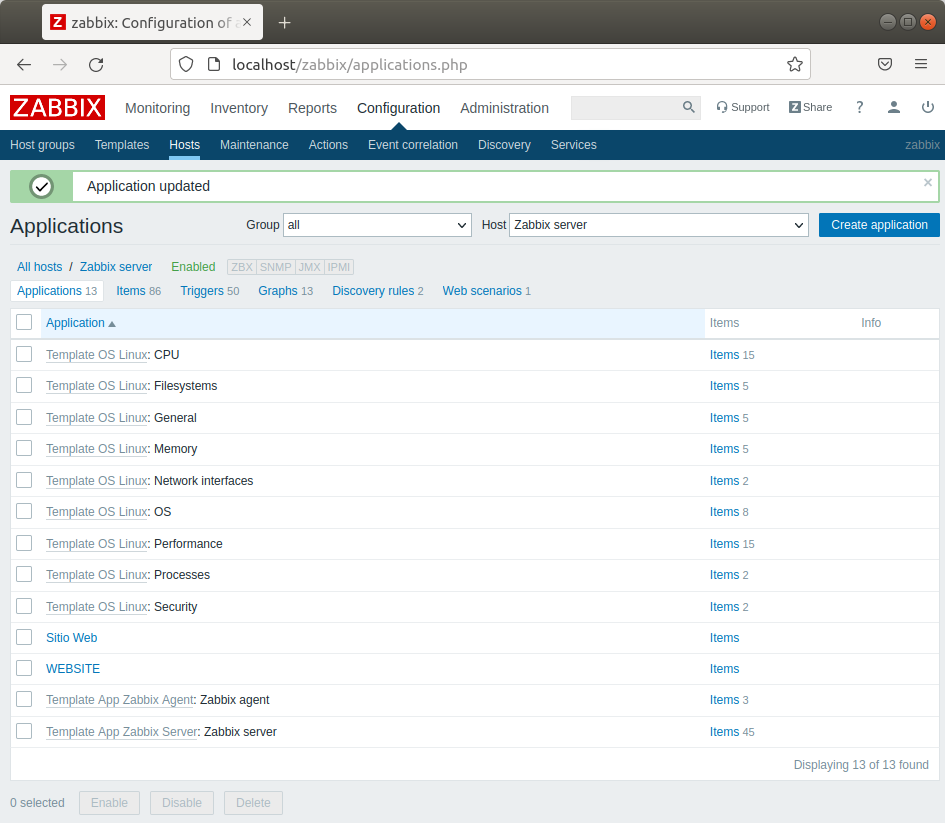 Z zabbix: Configuration of
localhost/zabbix/applications.php
ZABBIX Monitoring Inventory Reports Configuration Administration Support Z Share ?
Host groups Templates Hosts Maintenance Actions Event correlation Discovery Services zabbix
Application updated
Applications Group all Host Zabbix server Create application
All hosts / Zabbix server Enabled ZBX SNMP JMX IPMI
Applications 13 Items 86 Triggers 50 Graphs 13 Discovery rules 2 Web scenarios 1
Application Items Info
Template OS Linux: CPU Items 15
Template OS Linux: Filesystems Items 5
Template OS Linux: General Items 5
Template OS Linux: Memory Items 5
Template OS Linux: Network interfaces Items 2
Template OS Linux: OS Items 8
Template OS Linux: Performance Items 15
Template OS Linux: Processes Items 2
Template OS Linux: Security Items 2
Sitio Web Items
WEBSITE Items
Template App Zabbix Agent: Zabbix agent Items 3
Template App Zabbix Server: Zabbix server Items 45
Displaying 13 of 13 found
0 selected Enable Disable Delete